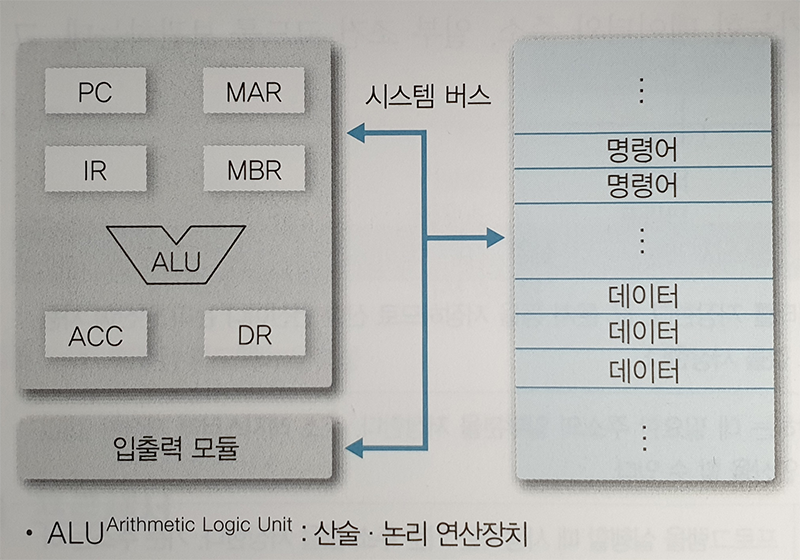 PC
MAR
IR
MBR
ALU
ACC
DR
입출력 모듈
시스템 버스
⋮
명령어
명령어
⋮
데이터
데이터
데이터
⋮
• ALU Arithmetic Logic Unit : 산술 · 논리 연산장치